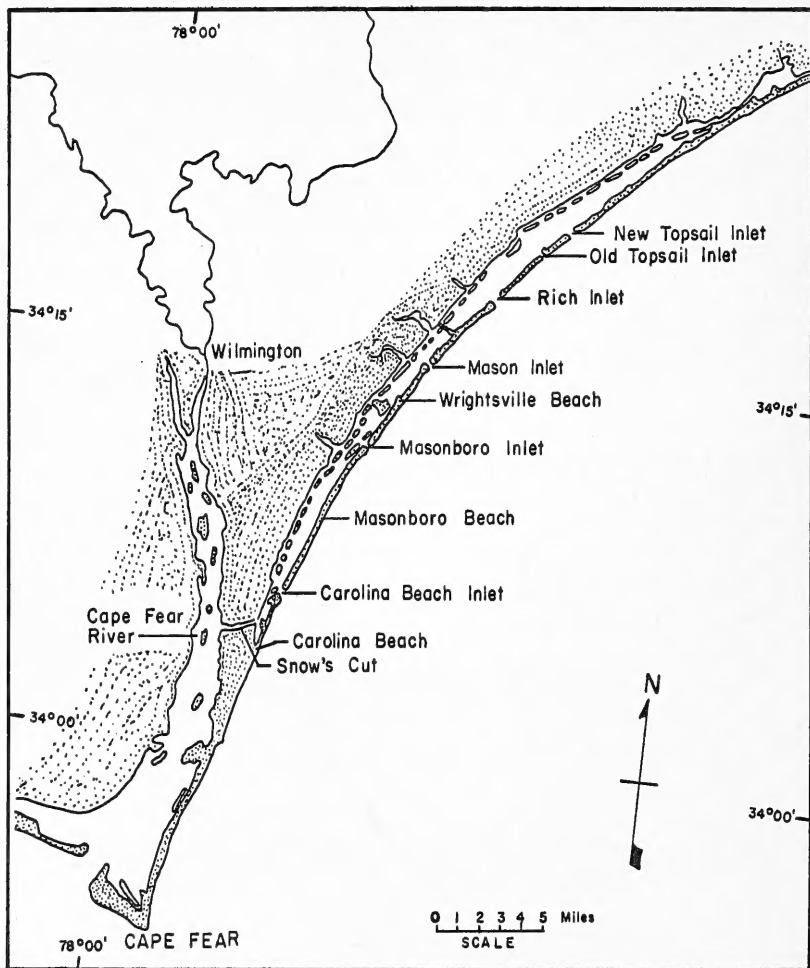 78°00'
New Topsail Inlet
Old Topsail Inlet
Rich Inlet
34°15'
Wilmington
Mason Inlet
Wrightsville Beach
34°15'
Masonboro Inlet
Masonboro Beach
Carolina Beach Inlet
Cape Fear
River
Carolina Beach
Snow's Cut
N
34°00'
34°00'
0 1 2 3 4 5 Miles
SCALE
78°00' CAPE FEAR